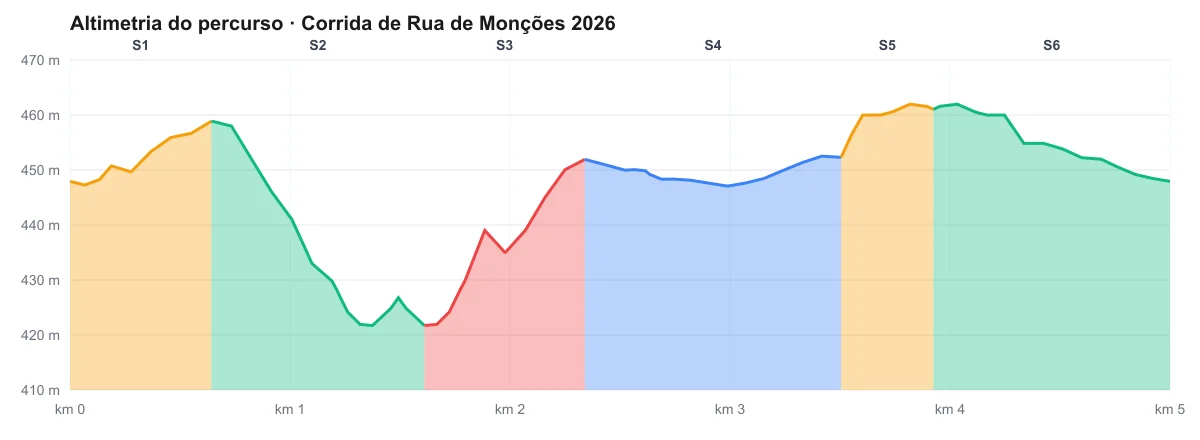 Altimetria do percurso · Corrida de Rua de Monções 2026
S1 S2 S3 S4 S5 S6
470 m
460 m
450 m
440 m
430 m
420 m
410 m
km 0 km 1 km 2 km 3 km 4 km 5